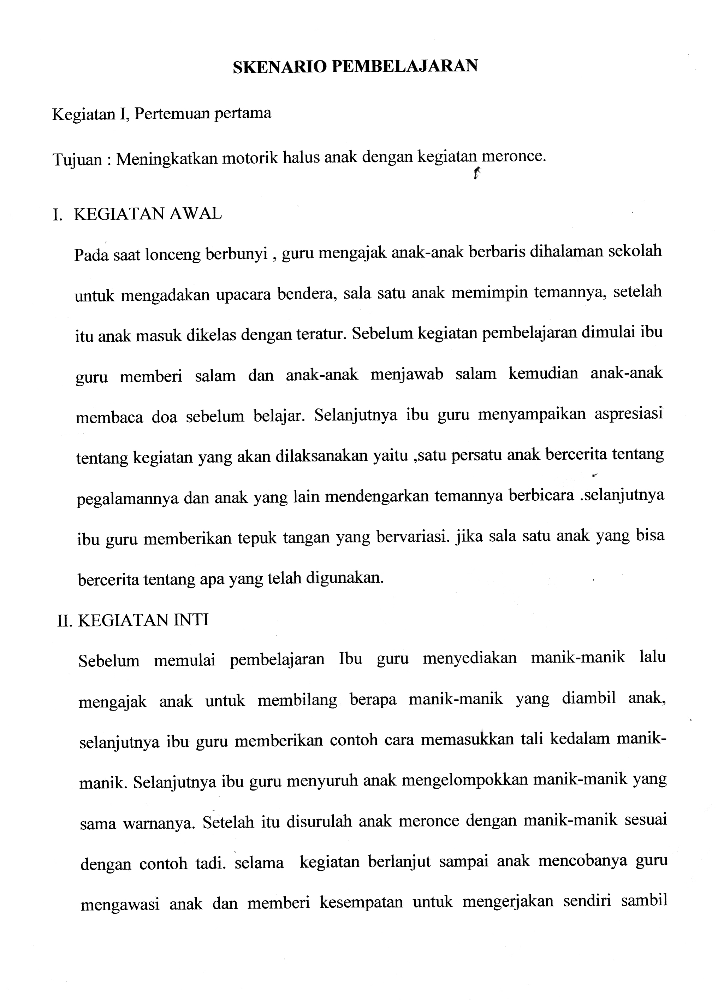 SKENARIO PEMBELAJARAN
Kegiatan I, Pertemuan pertama
Tujuan : Meningkatkan motorik halus anak dengan kegiatan meronce.
I. KEGIATAN AWAL
Pada saat lonceng berbunyi , guru mengajak anak-anak berbaris dihalaman sekolah
untuk mengadakan upacara bendera, sala satu anak memimpin temannya, setelah
itu anak masuk dikelas dengan teratur. Sebelum kegiatan pembelajaran dimulai ibu
guru memberi salam dan anak-anak menjawab salam kemudian anak-anak
membaca doa sebelum belajar. Selanjutnya ibu guru menyampaikan aspresiasi
tentang kegiatan yang akan dilaksanakan yaitu ,satu persatu anak bercerita tentang
pegalamannya dan anak yang lain mendengarkan temannya berbicara .selanjutnya
ibu guru memberikan tepuk tangan yang bervariasi. jika sala satu anak yang bisa
bercerita tentang apa yang telah digunakan.
II. KEGIATAN INTI
Sebelum memulai pembelajaran Ibu guru menyediakan manik-manik lalu
mengajak anak untuk membilang berapa manik-manik yang diambil anak,
selanjutnya ibu guru memberikan contoh cara memasukkan tali kedalam manik-
manik. Selanjutnya ibu guru menyuruh anak mengelompokkan manik-manik yang
sama warnanya. Setelah itu disurulah anak meronce dengan manik-manik sesuai
dengan contoh tadi. selama kegiatan berlanjut sampai anak mencobanya guru
mengawasi anak dan memberi kesempatan untuk mengerjakan sendiri sambil